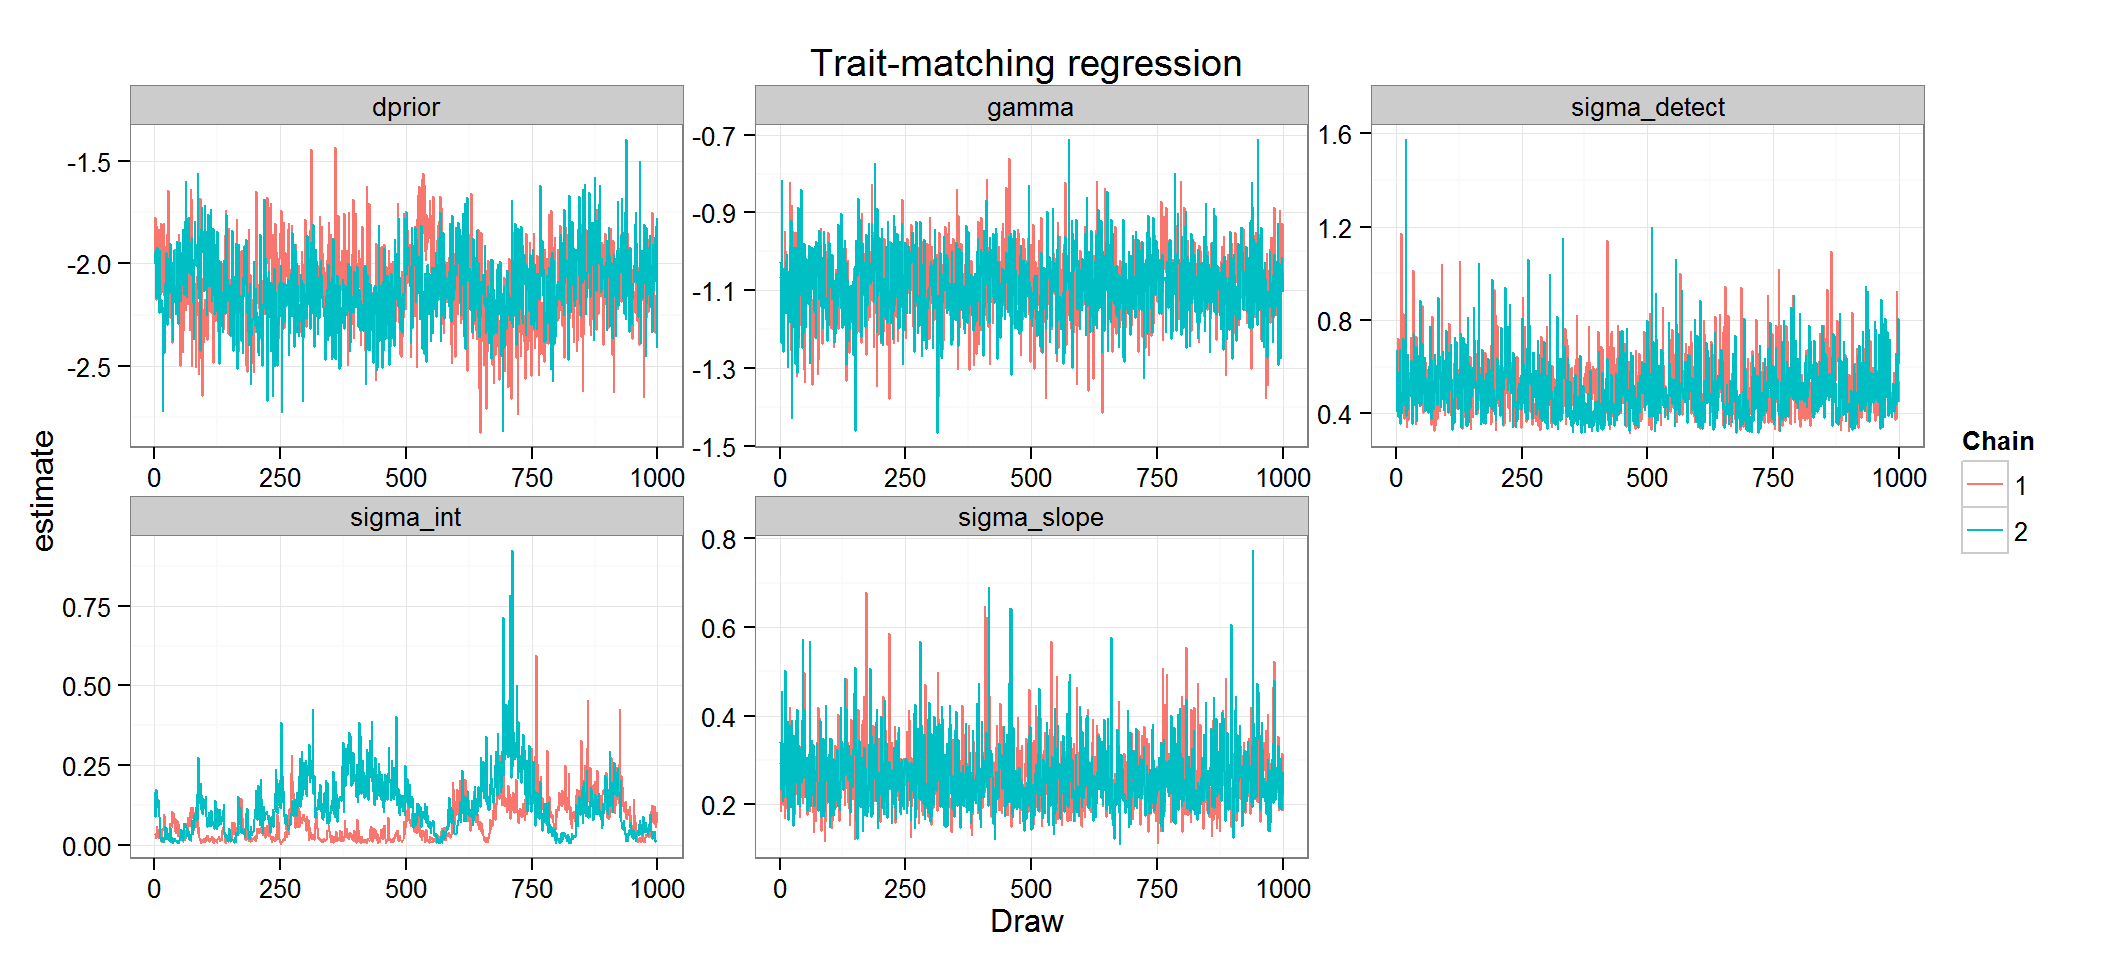 Trait-matching regression
dprior
gamma
sigma_detect
-1.5
-2.0
-2.5
-0.7
-0.9
-1.1
-1.3
-1.5
1.6
1.2
0.8
0.4
0 250 500 750 1000
0 250 500 750 1000
0 250 500 750 1000
estimate
Chain
1
2
sigma_int
sigma_slope
0.75
0.50
0.25
0.00
0.8
0.6
0.4
0.2
0 250 500 750 1000
0 250 500 750 1000
Draw